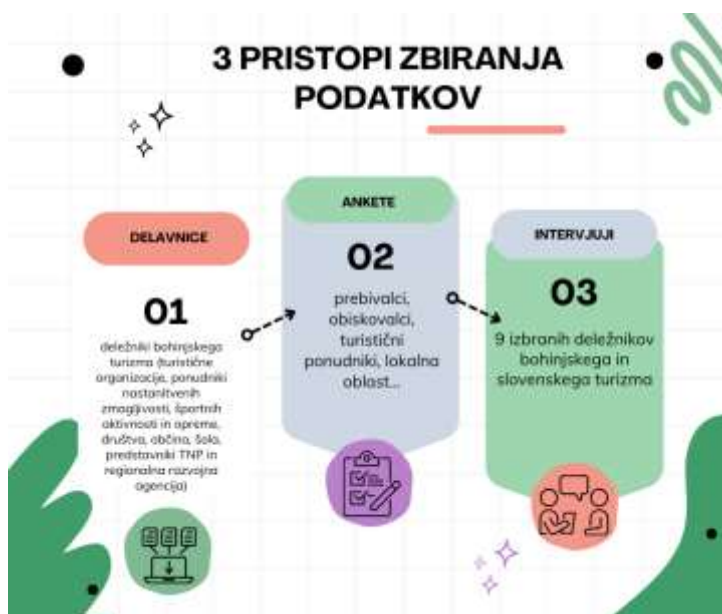 3 PRISTOPI ZBIRANJA
PODATKOV
DELAVNICE
01
deležniki bohinjskega
turizma (turistične
organizacije, ponudniki
nastanitvenih
zmogljivosti, športnih
aktivnosti in opreme,
društva, občina, šola,
predstavniki TNP in
regionalna razvojna
agencija)
ANKETE
02
prebivalci,
obiskovalci,
turistični
ponudniki, lokalna
oblast...
INTERVJUJI
03
9 izbranih deležnikov
bohinjskega in
slovenskega turizma